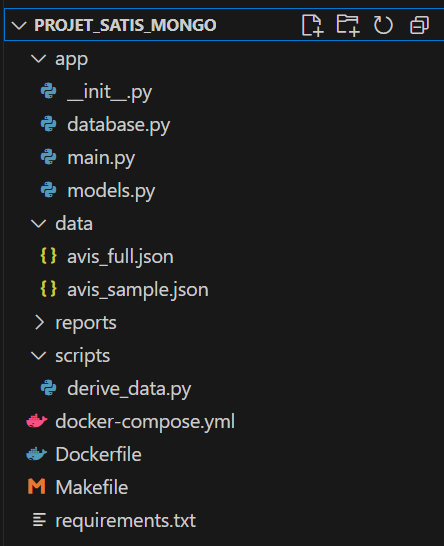 PROJET_SATIS_MONGO
app
__init__.py
database.py
main.py
models.py
data
{} avis_full.json
{} avis_sample.json
reports
scripts
derive_data.py
docker-compose.yml
Dockerfile
M Makefile
requirements.txt